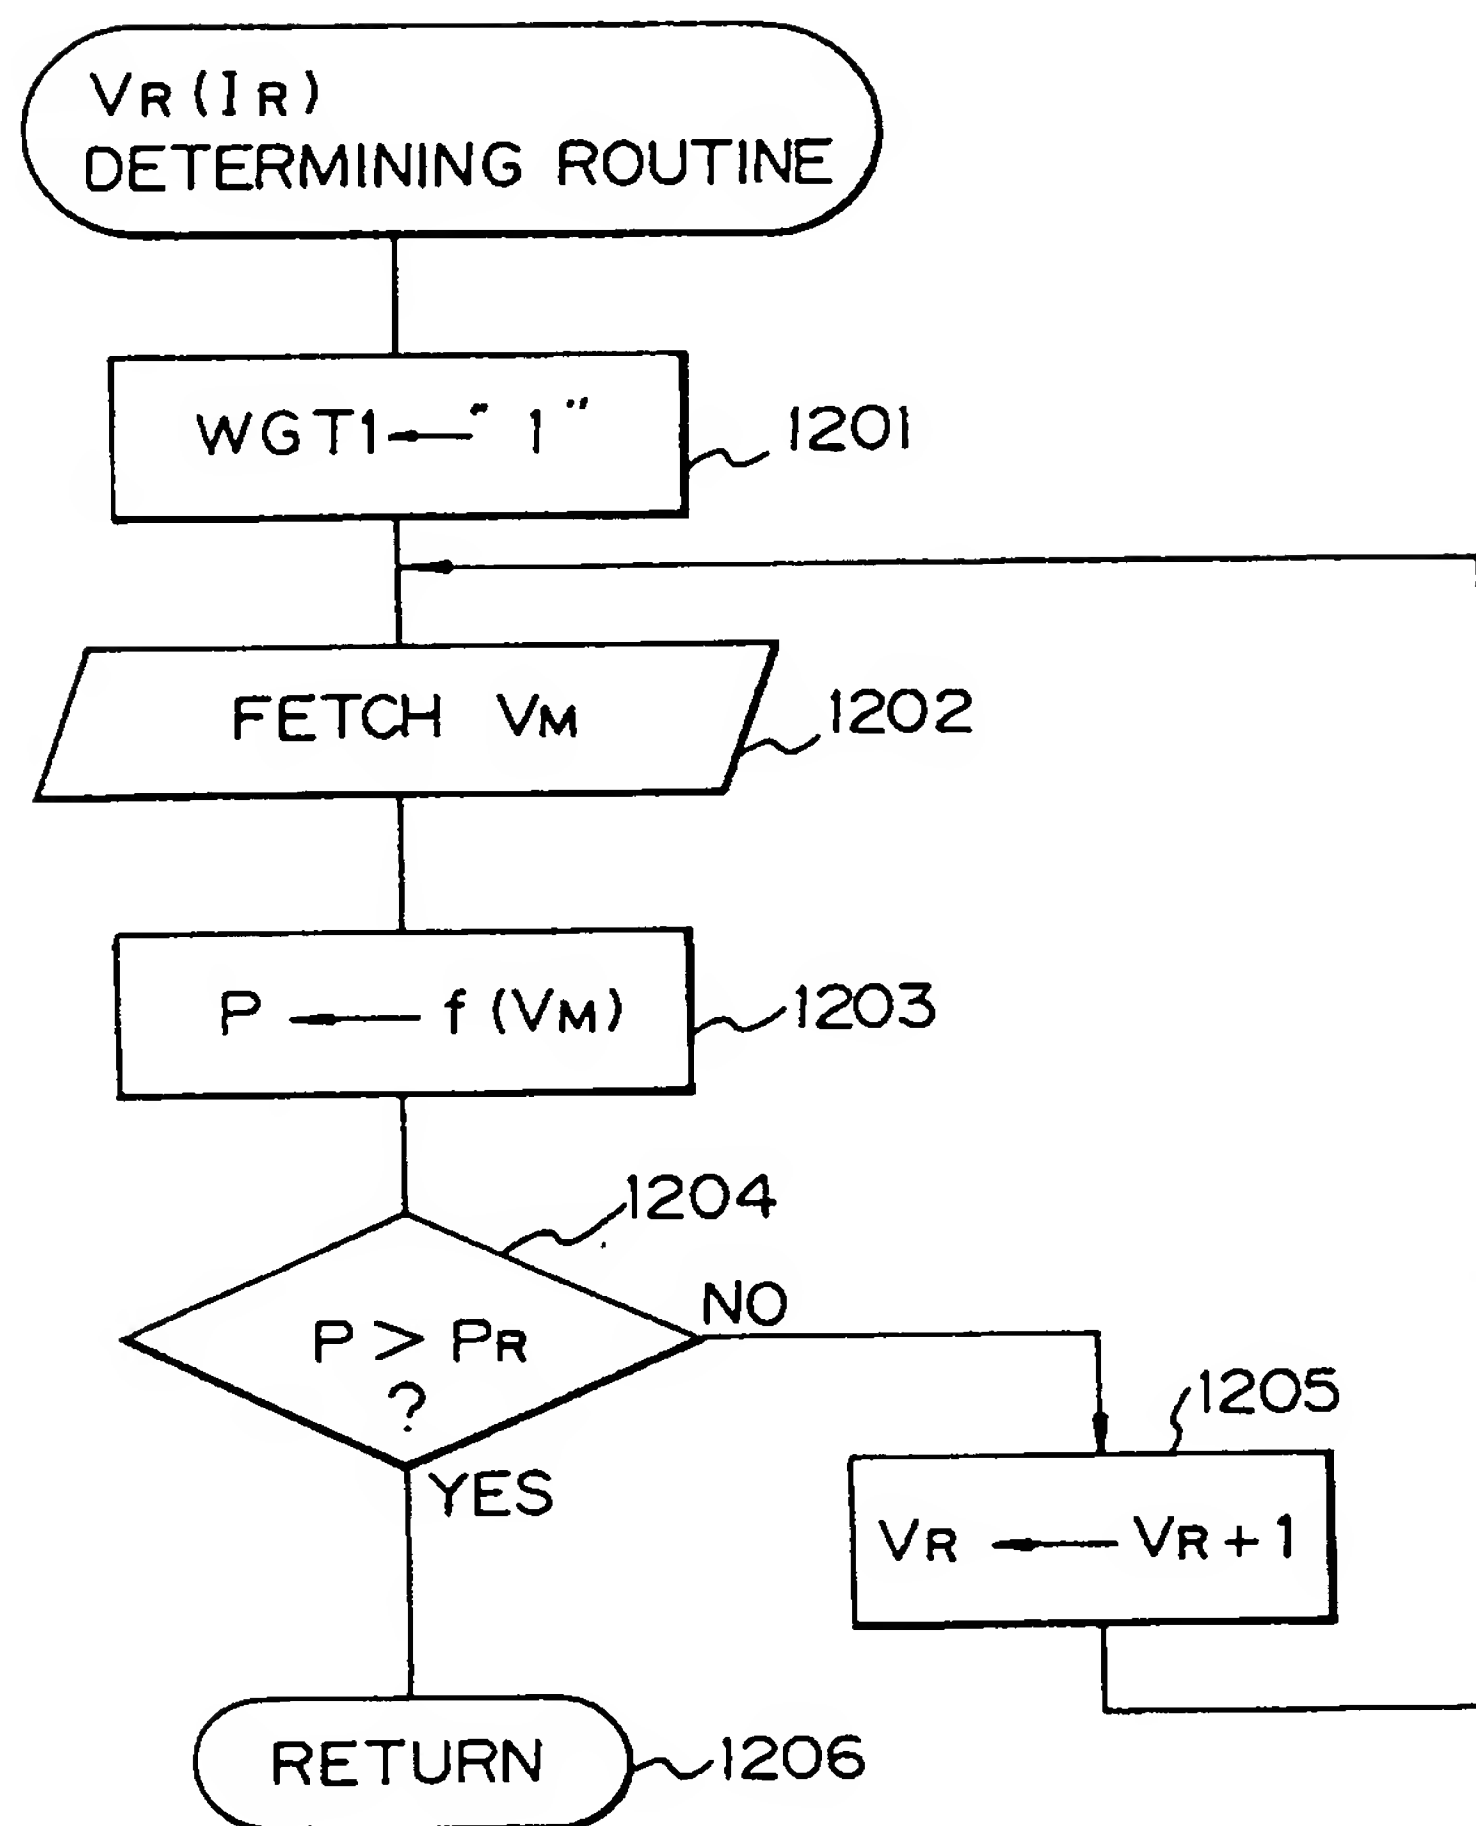 VR (IR)
DETERMINING ROUTINE
WGT1 ← " 1 "
1201
FETCH VM
1202
P ← f (VM)
1203
1204
P > PR
?
NO
YES
1205
VR ← VR + 1
RETURN
1206